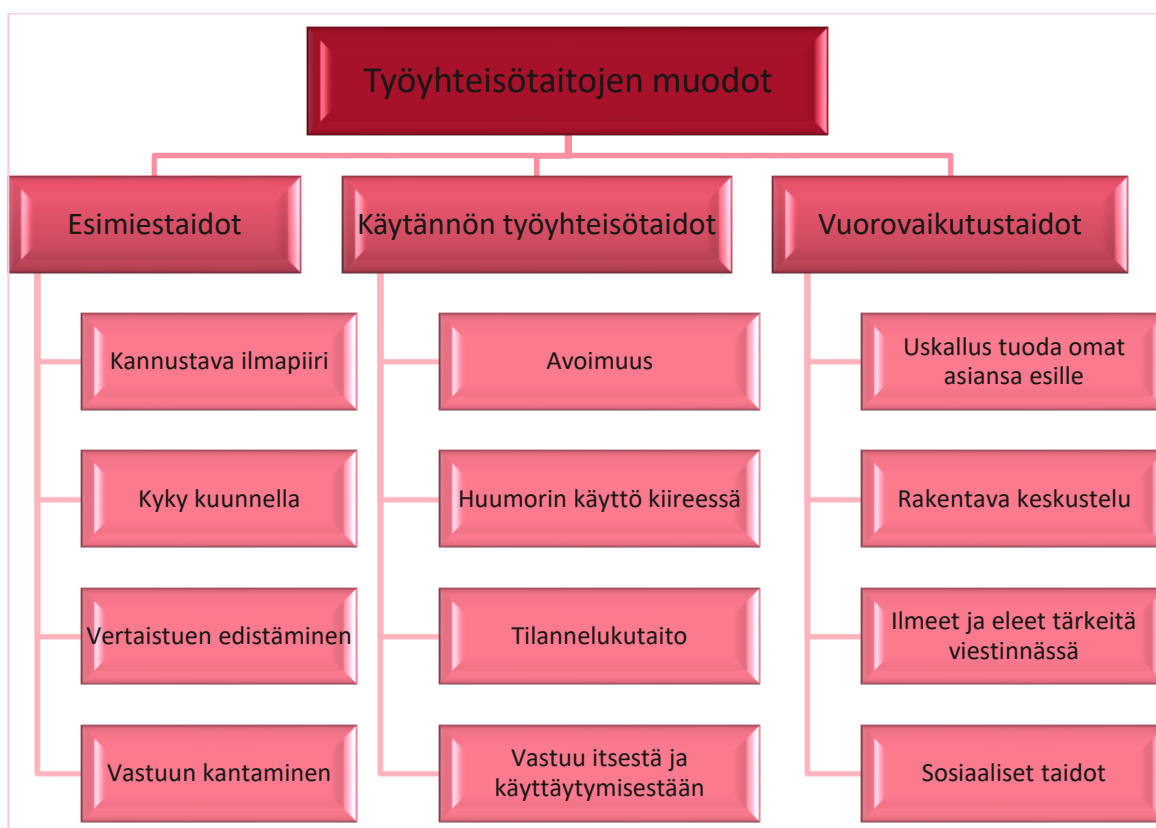 Työyhteisötaitojen muodot
Esimiestaidot
Kannustava ilmapiiri
Kyky kuunnella
Vertaistuen edistäminen
Vastuun kantaminen
Käytännön työyhteisötaidot
Avoimuus
Huumorin käyttö kiireessä
Tilannelukutaito
Vastuu itsestä ja
käyttäytymisestään
Vuorovaikutustaidot
Uskallus tuoda omat
asiansa esille
Rakentava keskustelu
Ilmeet ja eleet tärkeitä
viestinnässä
Sosiaaliset taidot